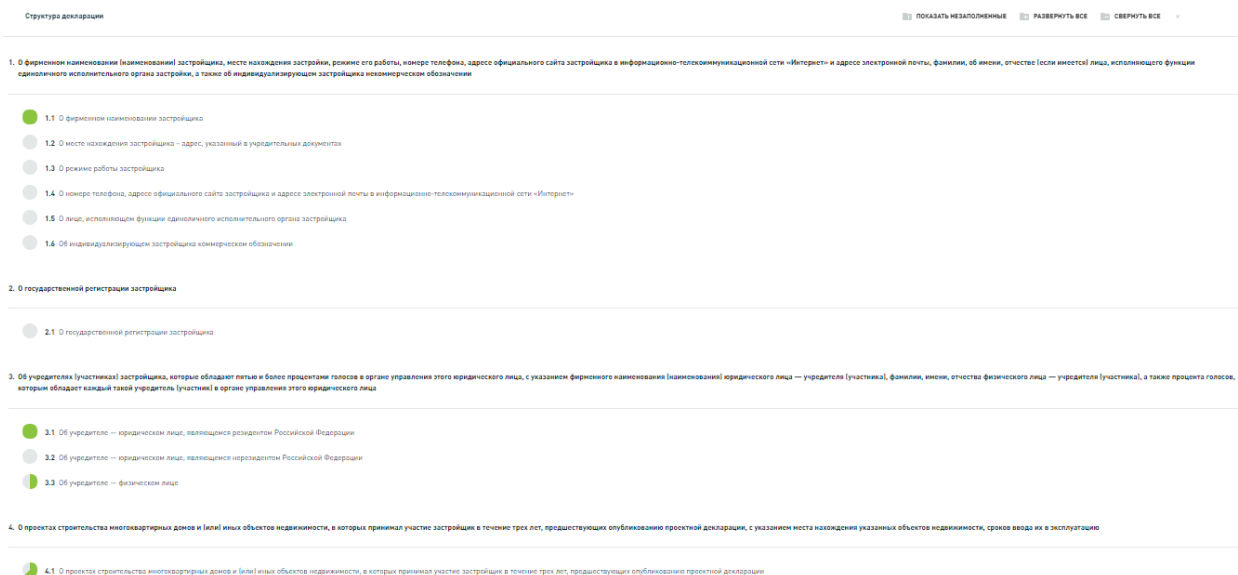 Структура декларации
ПОКАЗАТЬ НЕЗАПОЛНЕННЫЕ РАЗВЕРНУТЬ ВСЕ СВЕРНУТЬ ВСЕ
1. О фирменном наименовании (наименовании) застройщика, месте нахождения застройки, режиме его работы, номере телефона, адресе официального сайта застройщика в информационно-телекоммуникационной сети «Интернет» и адресе электронной почты, фамилии, об имени, отчестве (если имеется) лица, исполняющего функции
единоличного исполнительного органа застройки, а также об индивидуализирующем застройщика некоммерческом обозначении
1.1 О фирменном наименовании застройщика
1.2 О месте нахождения застройщика – адрес, указанный в учредительных документах
1.3 О режиме работы застройщика
1.4 О номере телефона, адресе официального сайта застройщика и адресе электронной почты в информационно-телекоммуникационной сети «Интернет»
1.5 О лице, исполняющем функции единоличного исполнительного органа застройщика
1.6 Об индивидуализирующем застройщика коммерческом обозначении
2. О государственной регистрации застройщика
2.1 О государственной регистрации застройщика
3. Об учредителях (участниках) застройщика, которые обладают пятью и более процентами голосов в органе управления этого юридического лица, с указанием фирменного наименования (наименования) юридического лица — учредителя (участника), фамилии, имени, отчества физического лица — учредителя (участника), а также процента голосов,
которым обладает каждый такой учредитель (участник) в органе управления этого юридического лица
3.1 Об учредителе — юридическом лице, являющемся резидентом Российской Федерации
3.2 Об учредителе — юридическом лице, являющемся нерезидентом Российской Федерации
3.3 Об учредителе — физическом лице
4. О проектах строительства многоквартирных домов и (или) иных объектов недвижимости, в которых принимал участие застройщик в течение трех лет, предшествующих опубликованию проектной декларации, с указанием места нахождения указанных объектов недвижимости, сроков ввода их в эксплуатацию
4.1 О проектах строительства многоквартирных домов и (или) иных объектов недвижимости, в которых принимал участие застройщик в течение трех лет, предшествующих опубликованию проектной декларации